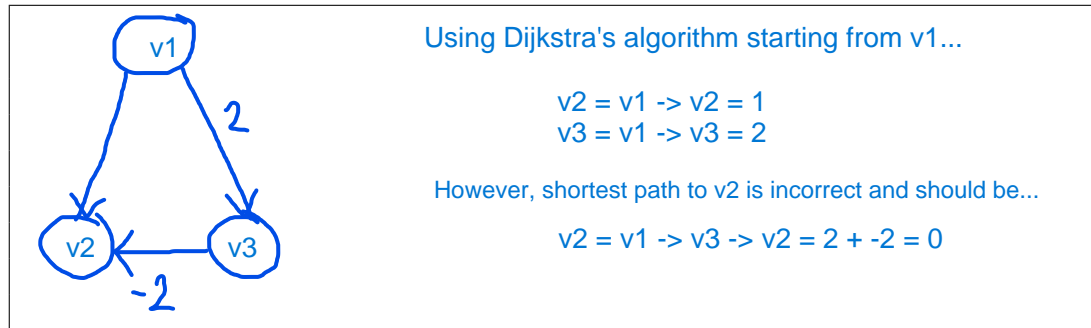 v1
Using Dijkstra's algorithm starting from v1...
2
v2 = v1 -> v2 = 1
v3 = v1 -> v3 = 2
However, shortest path to v2 is incorrect and should be...
v2
v3
v2 = v1 -> v3 -> v2 = 2 + -2 = 0
-2